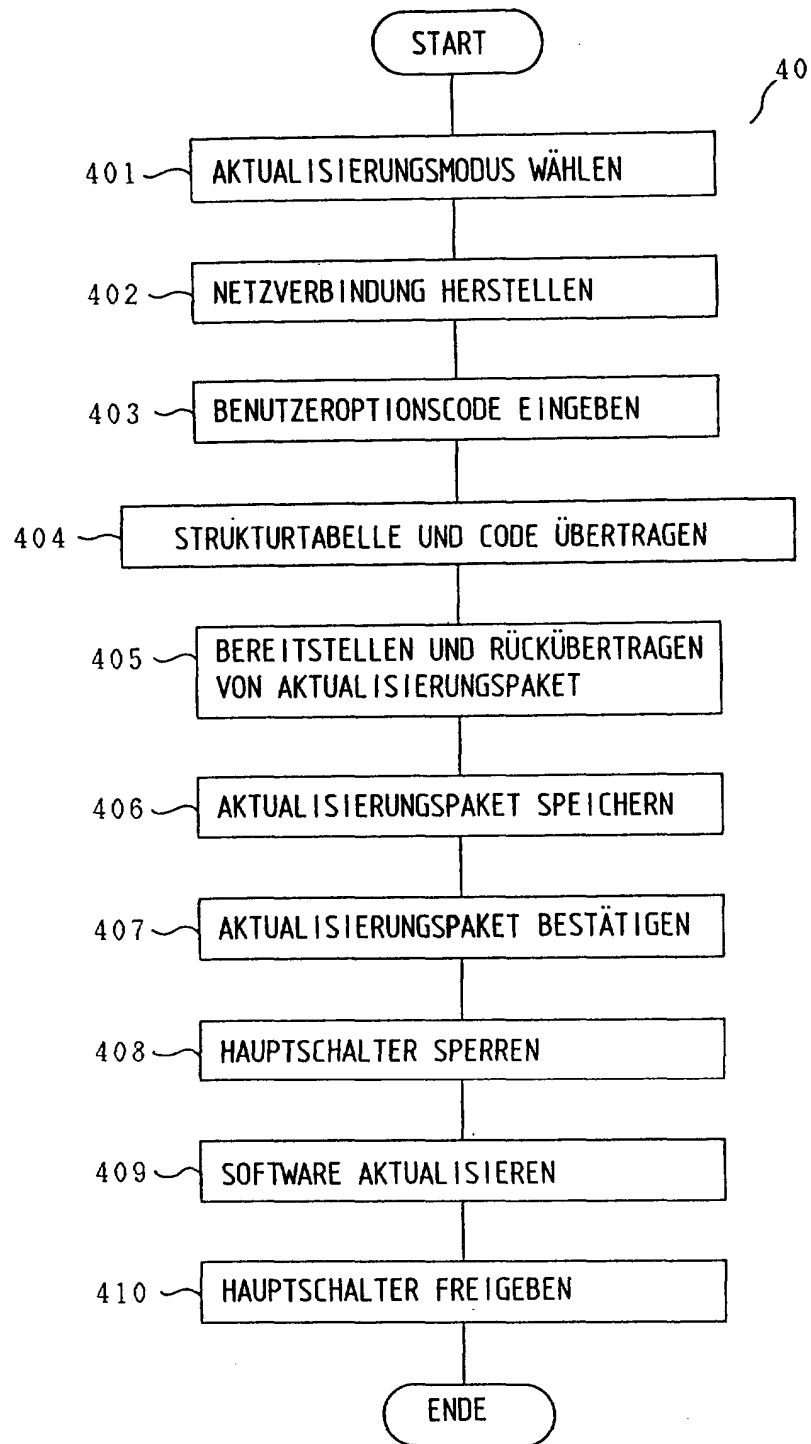 START
40
401 AKTUALISIERUNGSMODUS WÄHLEN
402 NETZVERBINDUNG HERSTELLEN
403 BENUTZEROPTIONSCODE EINGEBEN
404 STRUKTURTABELLE UND CODE ÜBERTRAGEN
405 BEREITSTELLEN UND RÜCKÜBERTRAGEN
VON AKTUALISIERUNGSPAKET
406 AKTUALISIERUNGSPAKET SPEICHERN
407 AKTUALISIERUNGSPAKET BESTÄTIGEN
408 HAUPTSCHALTER SPERREN
409 SOFTWARE AKTUALISIEREN
410 HAUPTSCHALTER FREIGEBEN
ENDE